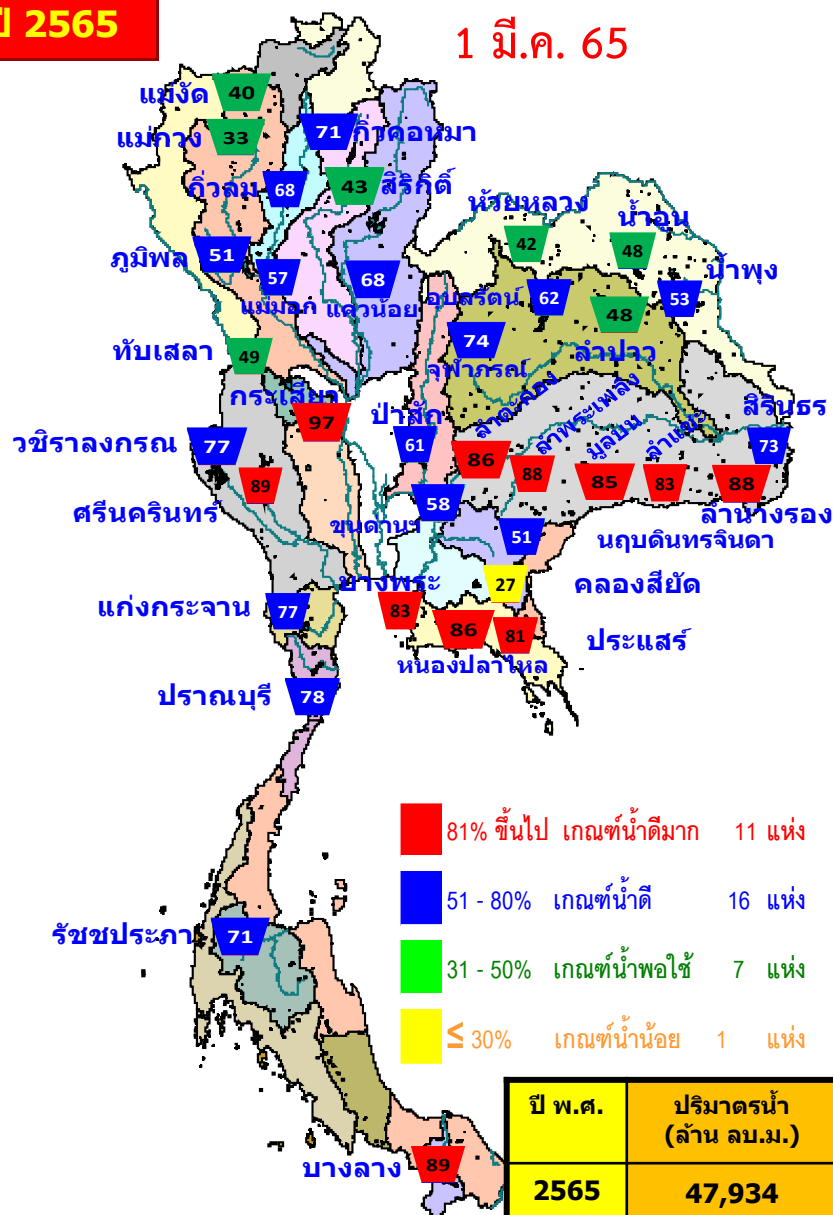 ปี 2565
1 มี.ค. 65
แม่งัด 40
แม่กวง 33
71 กิ่วคอหมา
กิ่วลม 68
43 สิริกิติ์
ห้วยหลวง
42
น้ำอูน
48
น้ำพุง
53
ภูมิพล 51
57
แม่มอก
68
แควน้อย
อุบลรัตน์ 62
48
ลำปาว
74
จุฬาภรณ์
ทับเสลา 49
กระเสียว
97
ป่าสัก
61
ลำตะคอง
86
ลำพระเพลิง
88
มูลบน
85
ลำแชะ
83
88
ลำนางรอง
สิรินธร
73
วชิราลงกรณ 77
89
ศรีนครินทร์
58
ขุนด่านฯ
51
นฤบดินทรจินดา
27 คลองสียัด
บางพระ
83
86
หนองปลาไหล
81 ประแสร์
แก่งกระจาน 77
ปราณบุรี 78
81% ขึ้นไป เกณฑ์น้ำดีมาก 11 แห่ง
51 - 80% เกณฑ์น้ำดี 16 แห่ง
31 - 50% เกณฑ์น้ำพอใช้ 7 แห่ง
≤ 30% เกณฑ์น้ำน้อย 1 แห่ง
รัชชประภา 71
บางลาง 89
ปี พ.ศ. ปริมาตรน้ำ
(ล้าน ลบ.ม.)
2565 47,934